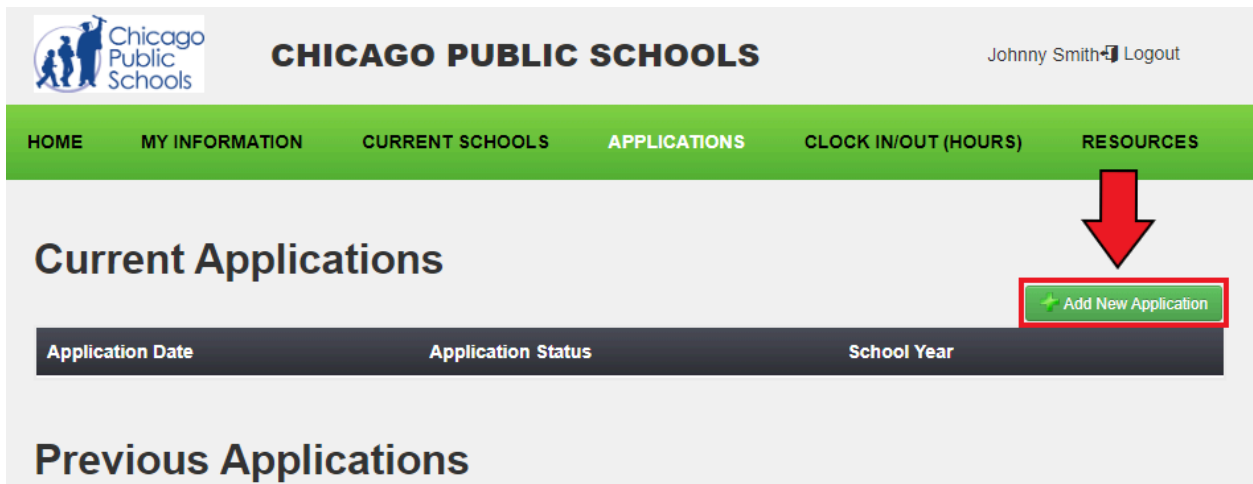 Chicago
Public
Schools
CHICAGO PUBLIC SCHOOLS
Johnny Smith Logout
HOME MY INFORMATION CURRENT SCHOOLS APPLICATIONS CLOCK IN/OUT (HOURS) RESOURCES
Current Applications
Add New Application
Application Date Application Status School Year
Previous Applications